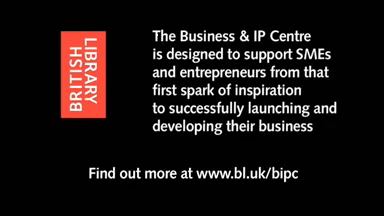 BRITISH
LIBRARY
The Business & IP Centre
is designed to support SMEs
and entrepreneurs from that
first spark of inspiration
to successfully launching and
developing their business
Find out more at www.bl.uk/bipc